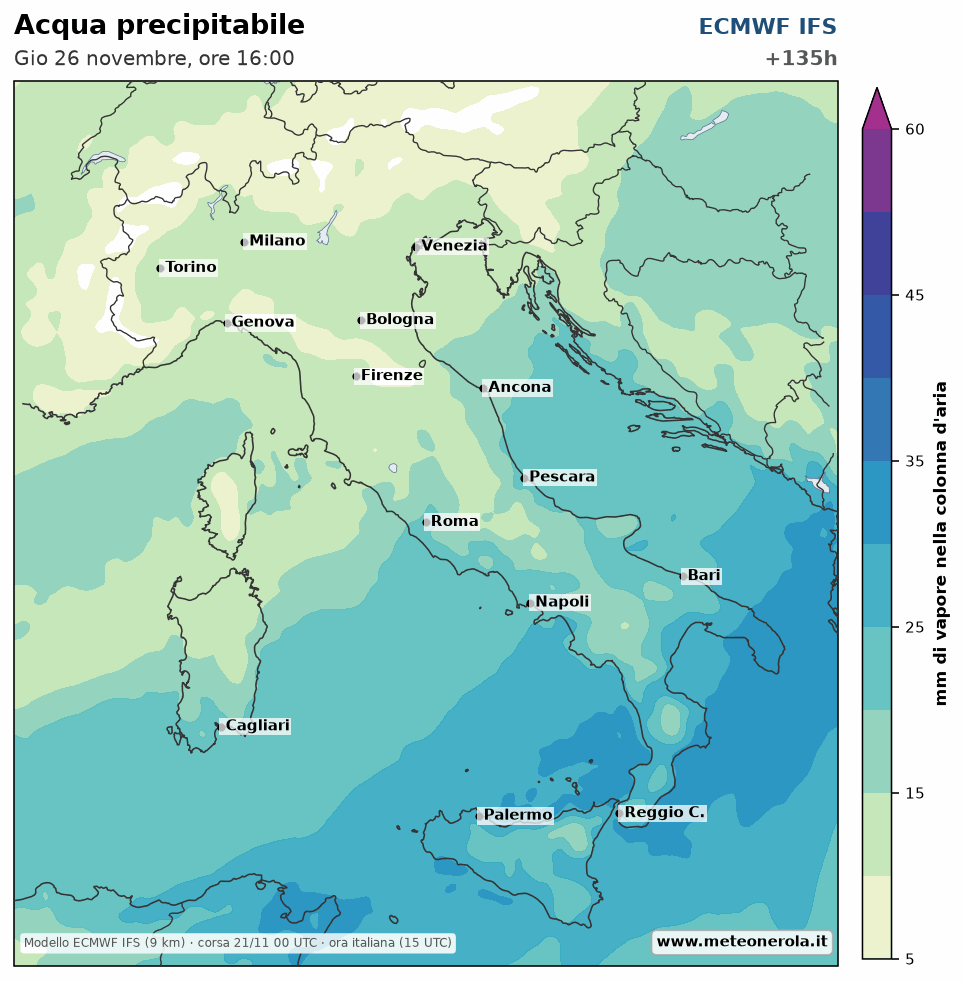 Acqua precipitabile
ECMWF IFS
Gio 26 novembre, ore 16:00
+135h
60
45
35
25
15
5
mm di vapore nella colonna d'aria
Milano
Venezia
Torino
Genova
Bologna
Firenze
Ancona
Pescara
Roma
Bari
Napoli
Cagliari
Palermo
Reggio C.
Modello ECMWF IFS (9 km) · corsa 21/11 00 UTC · ora italiana (15 UTC)
www.meteonerola.it